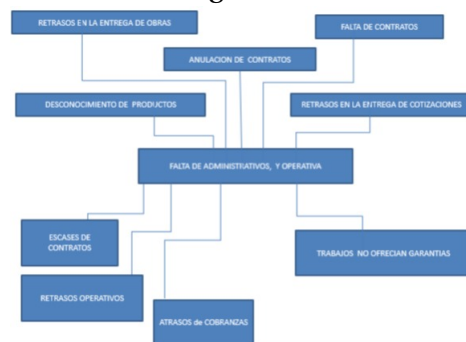 RETRASOS EN LA ENTREGA DE OBRAS
FALTA DE CONTRATOS
ANULACION DE CONTRATOS
DESCONOCIMIENTO DE PRODUCTOS
RETRASOS EN LA ENTREGA DE COTIZACIONES
FALTA DE ADMINISTRATIVOS, Y OPERATIVA
ESCASES DE
CONTRATOS
TRABAJOS NO OFRECIAN GARANTIAS
RETRASOS OPERATIVOS
ATRASOS de COBRANZAS